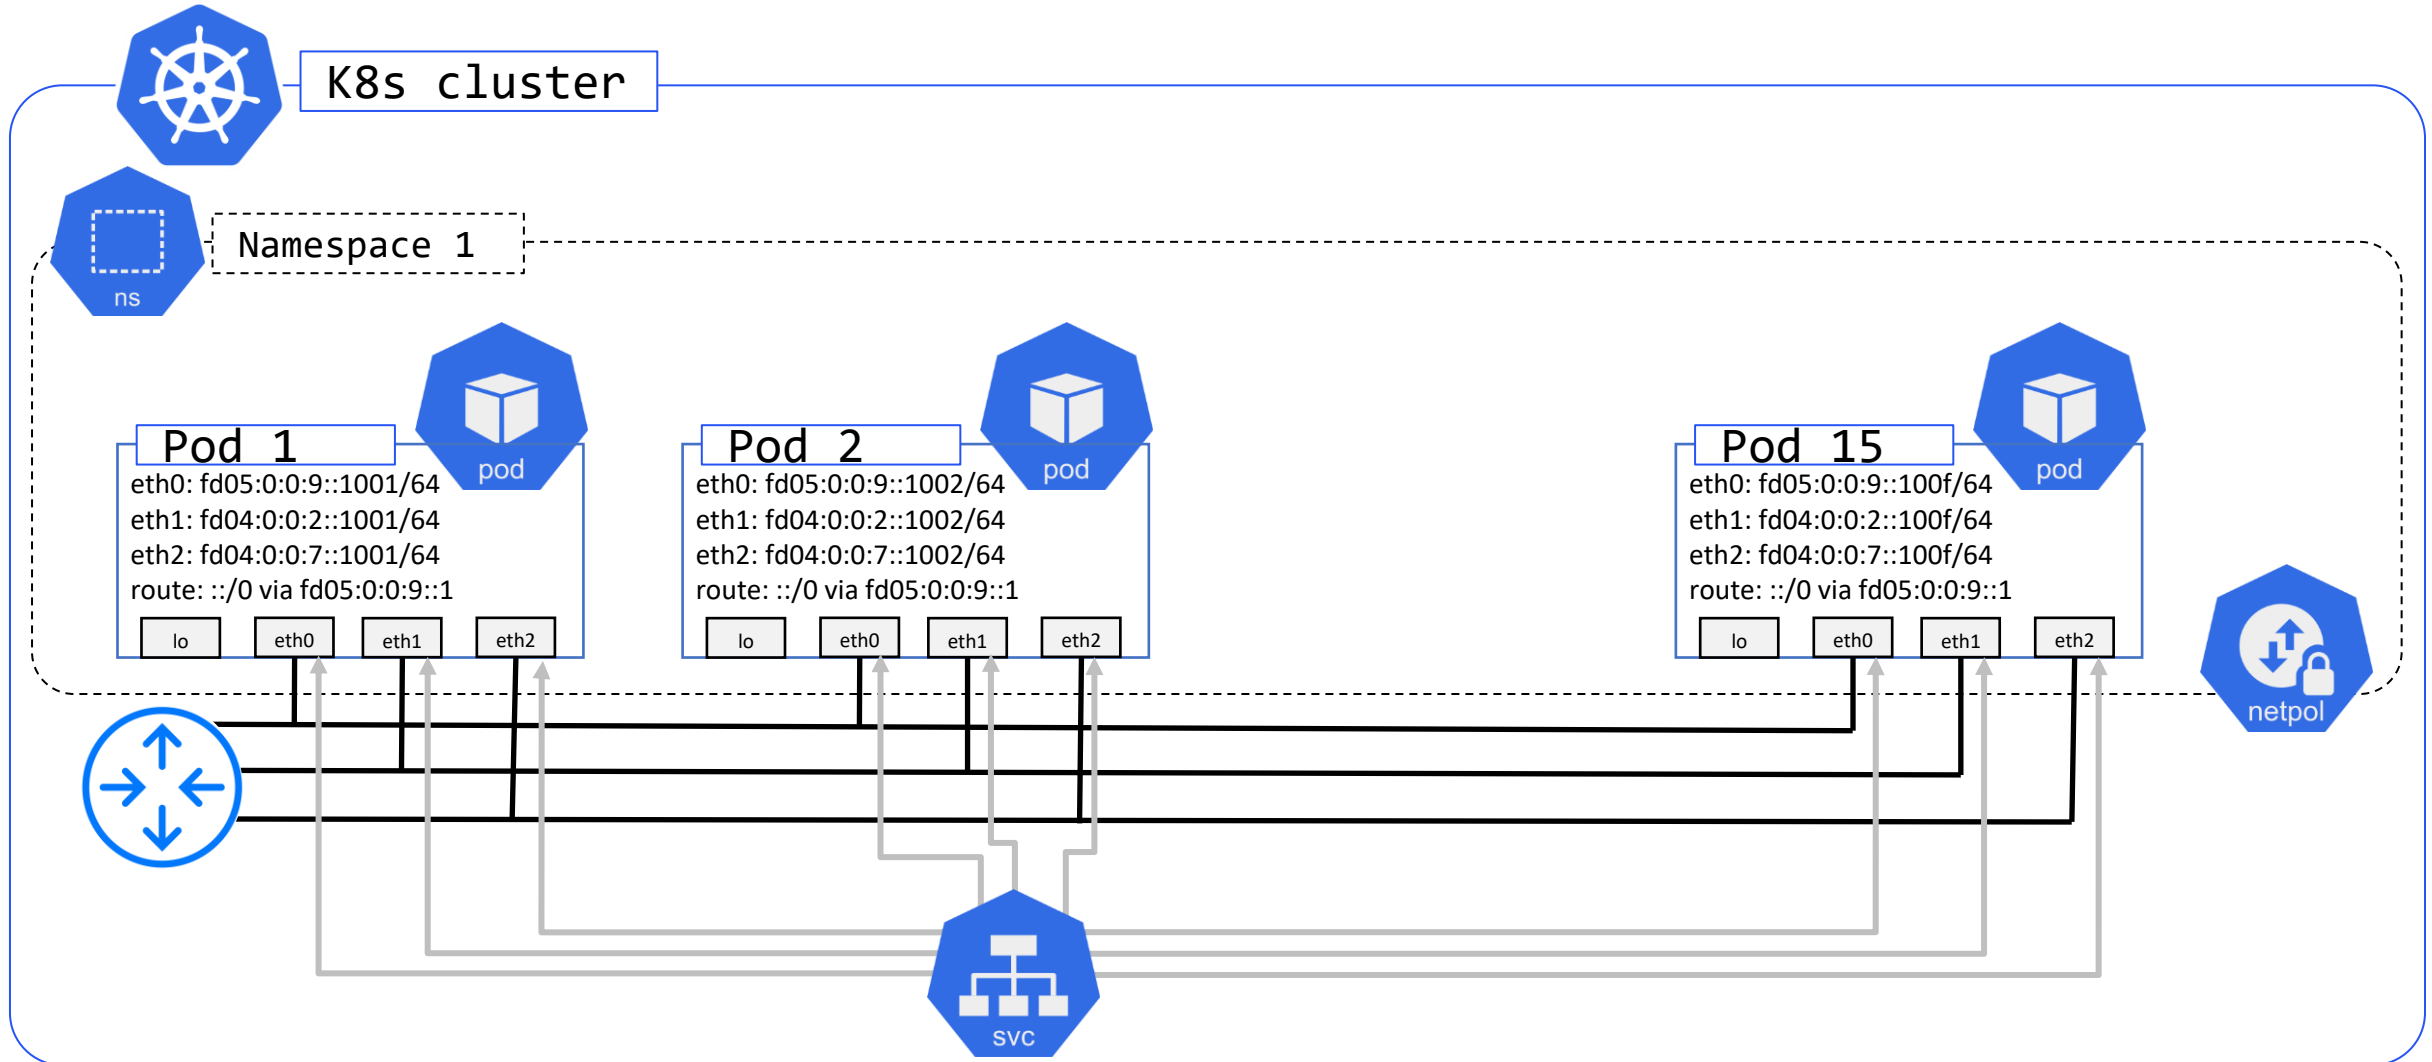 K8s cluster
Namespace 1
ns
Pod 1
pod
eth0: fd05:0:0:9::1001/64
eth1: fd04:0:0:2::1001/64
eth2: fd04:0:0:7::1001/64
route: ::/0 via fd05:0:0:9::1
lo
eth0
eth1
eth2
Pod 2
pod
eth0: fd05:0:0:9::1002/64
eth1: fd04:0:0:2::1002/64
eth2: fd04:0:0:7::1002/64
route: ::/0 via fd05:0:0:9::1
lo
eth0
eth1
eth2
Pod 15
pod
eth0: fd05:0:0:9::100f/64
eth1: fd04:0:0:2::100f/64
eth2: fd04:0:0:7::100f/64
route: ::/0 via fd05:0:0:9::1
lo
eth0
eth1
eth2
netpol
svc